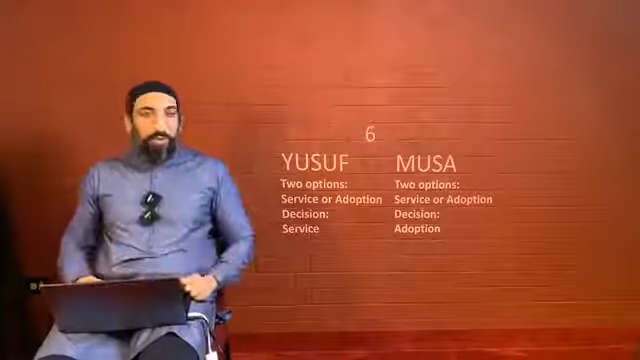 6
YUSUF
Two options:
Service or Adoption
Decision:
Service
MUSA
Two options:
Service or Adoption
Decision:
Adoption